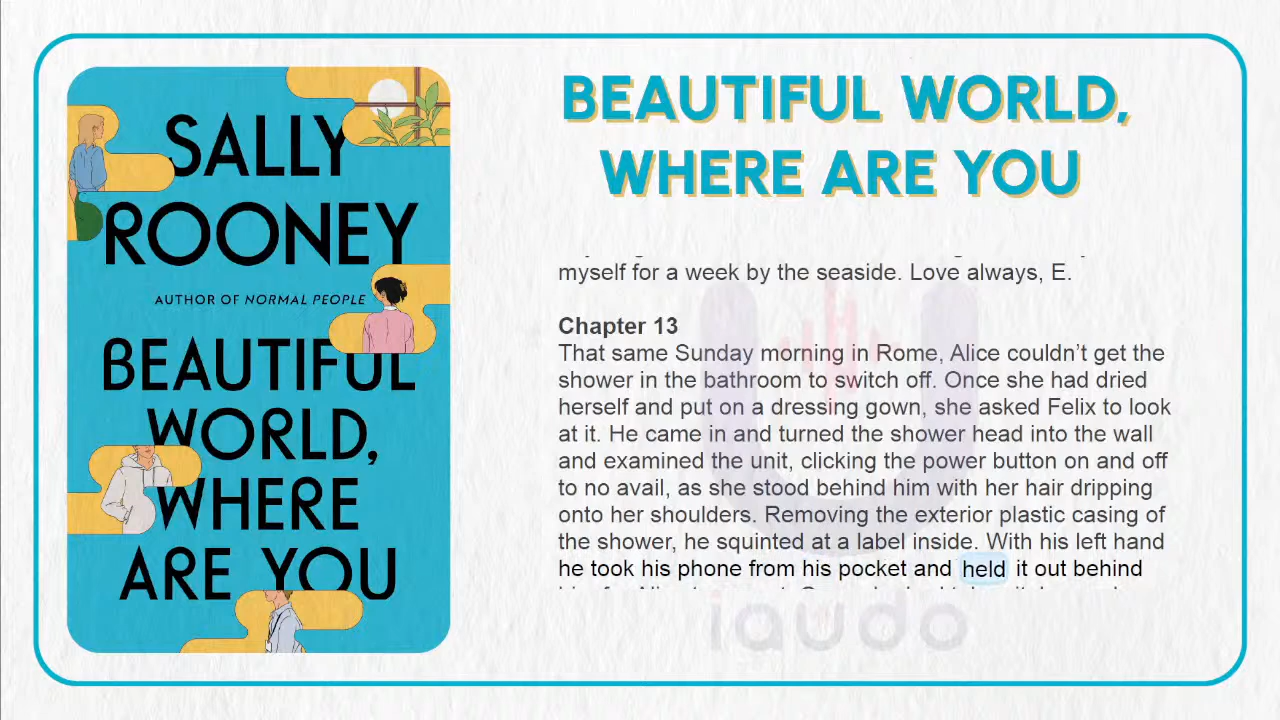 SALLY
ROONEY
AUTHOR OF NORMAL PEOPLE
BEAUTIFUL
WORLD,
WHERE
ARE YOU
BEAUTIFUL WORLD,
WHERE ARE YOU
myself for a week by the seaside. Love always, E.
Chapter 13
That same Sunday morning in Rome, Alice couldn’t get the
shower in the bathroom to switch off. Once she had dried
herself and put on a dressing gown, she asked Felix to look
at it. He came in and turned the shower head into the wall
and examined the unit, clicking the power button on and off
to no avail, as she stood behind him with her hair dripping
onto her shoulders. Removing the exterior plastic casing of
the shower, he squinted at a label inside. With his left hand
he took his phone from his pocket and held it out behind
iaudo